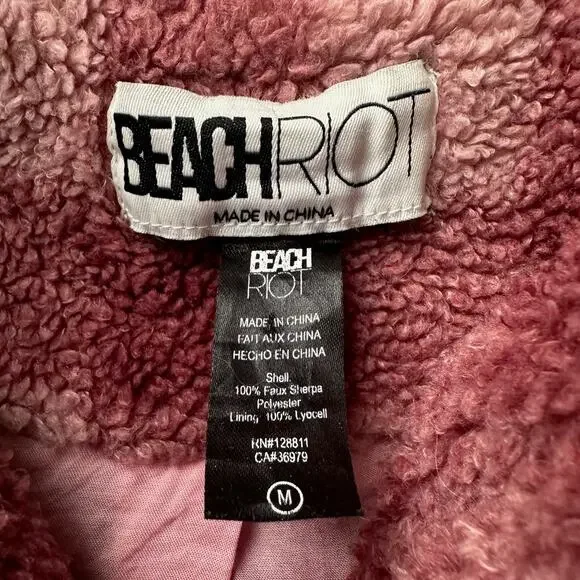 BEACHRIOT
MADE IN CHINA
BEACH
RIOT
MADE IN CHINA
FAIT AUX CHINA
HECHO EN CHINA
Shell:
100% Faux Sherpa
Polyester
Lining: 100% Lyocell
RN#128811
CA#36979
M